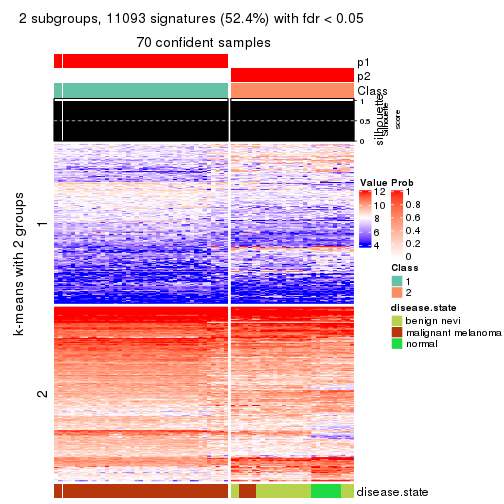 2 subgroups, 11093 signatures (52.4%) with fdr < 0.05
70 confident samples
p1
p2
Class
silhouette
Silhouette
score
1
0.5
0
k-means with 2 groups
1
2
Value
12
10
8
6
4
Prob
1
0.8
0.6
0.4
0.2
0
Class
1
2
disease.state
benign nevi
malignant melanoma
normal
disease.state